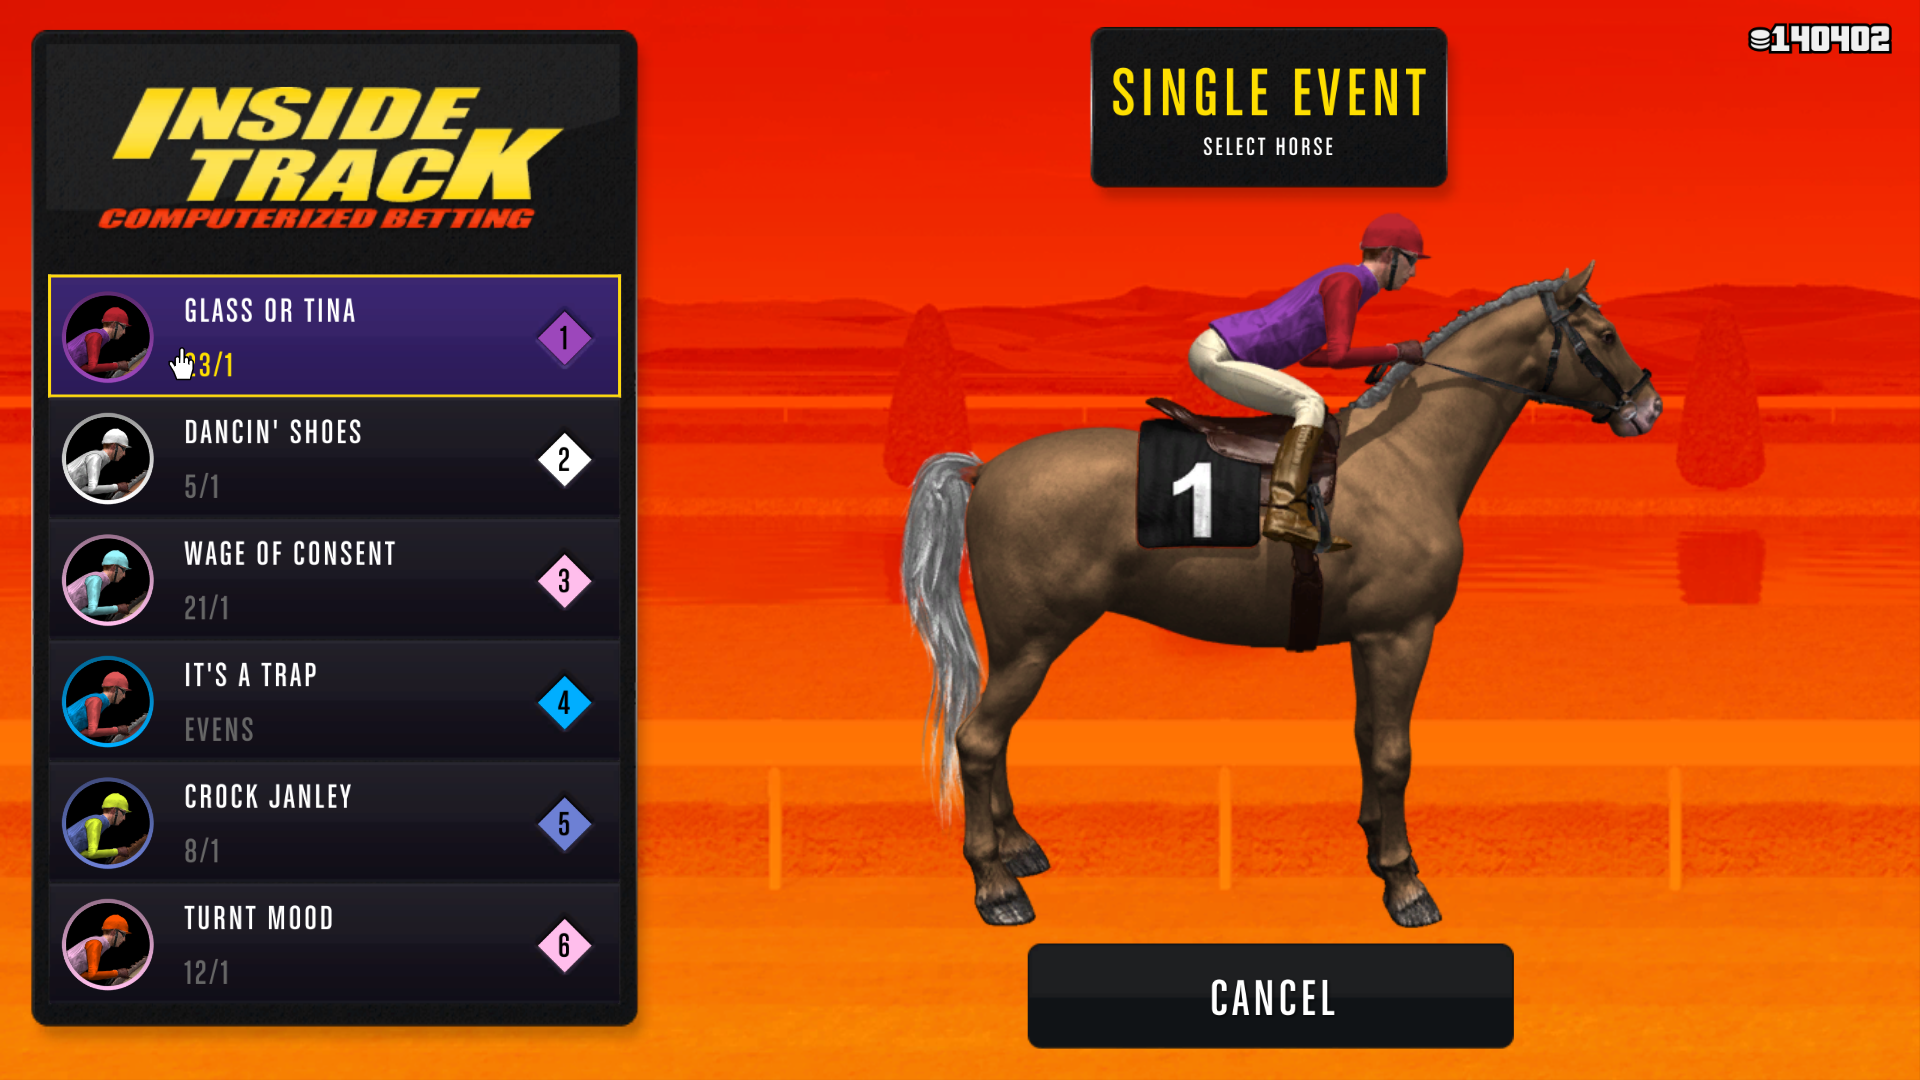 INSIDE
TRACK
COMPUTERIZED BETTING
GLASS OR TINA
1
DANCIN' SHOES
5/1
2
WAGE OF CONSENT
21/1
3
IT'S A TRAP
EVENS
4
CROCK JANLEY
8/1
5
TURNT MOOD
12/1
6
SINGLE EVENT
SELECT HORSE
140402
1
CANCEL